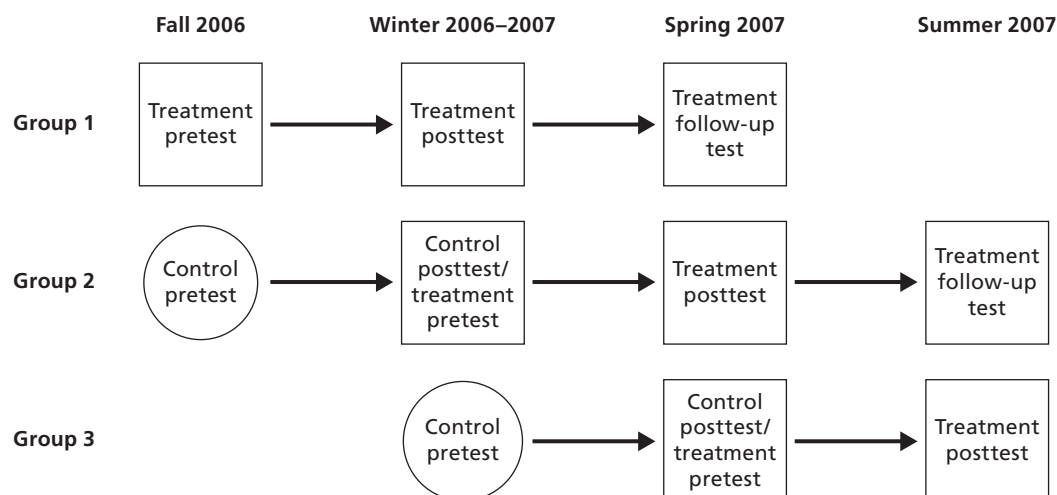 Fall 2006
Winter 2006–2007
Spring 2007
Summer 2007
Group 1
Treatment
pretest
Treatment
posttest
Treatment
follow-up
test
Group 2
Control
pretest
Control
posttest/
treatment
pretest
Treatment
posttest
Treatment
follow-up
test
Group 3
Control
pretest
Control
posttest/
treatment
pretest
Treatment
posttest